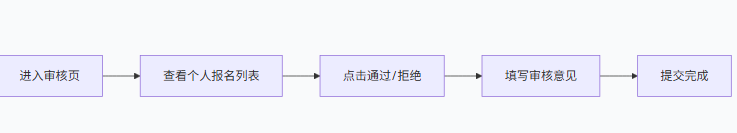 进入审核页
查看个人报名列表
点击通过/拒绝
填写审核意见
提交完成